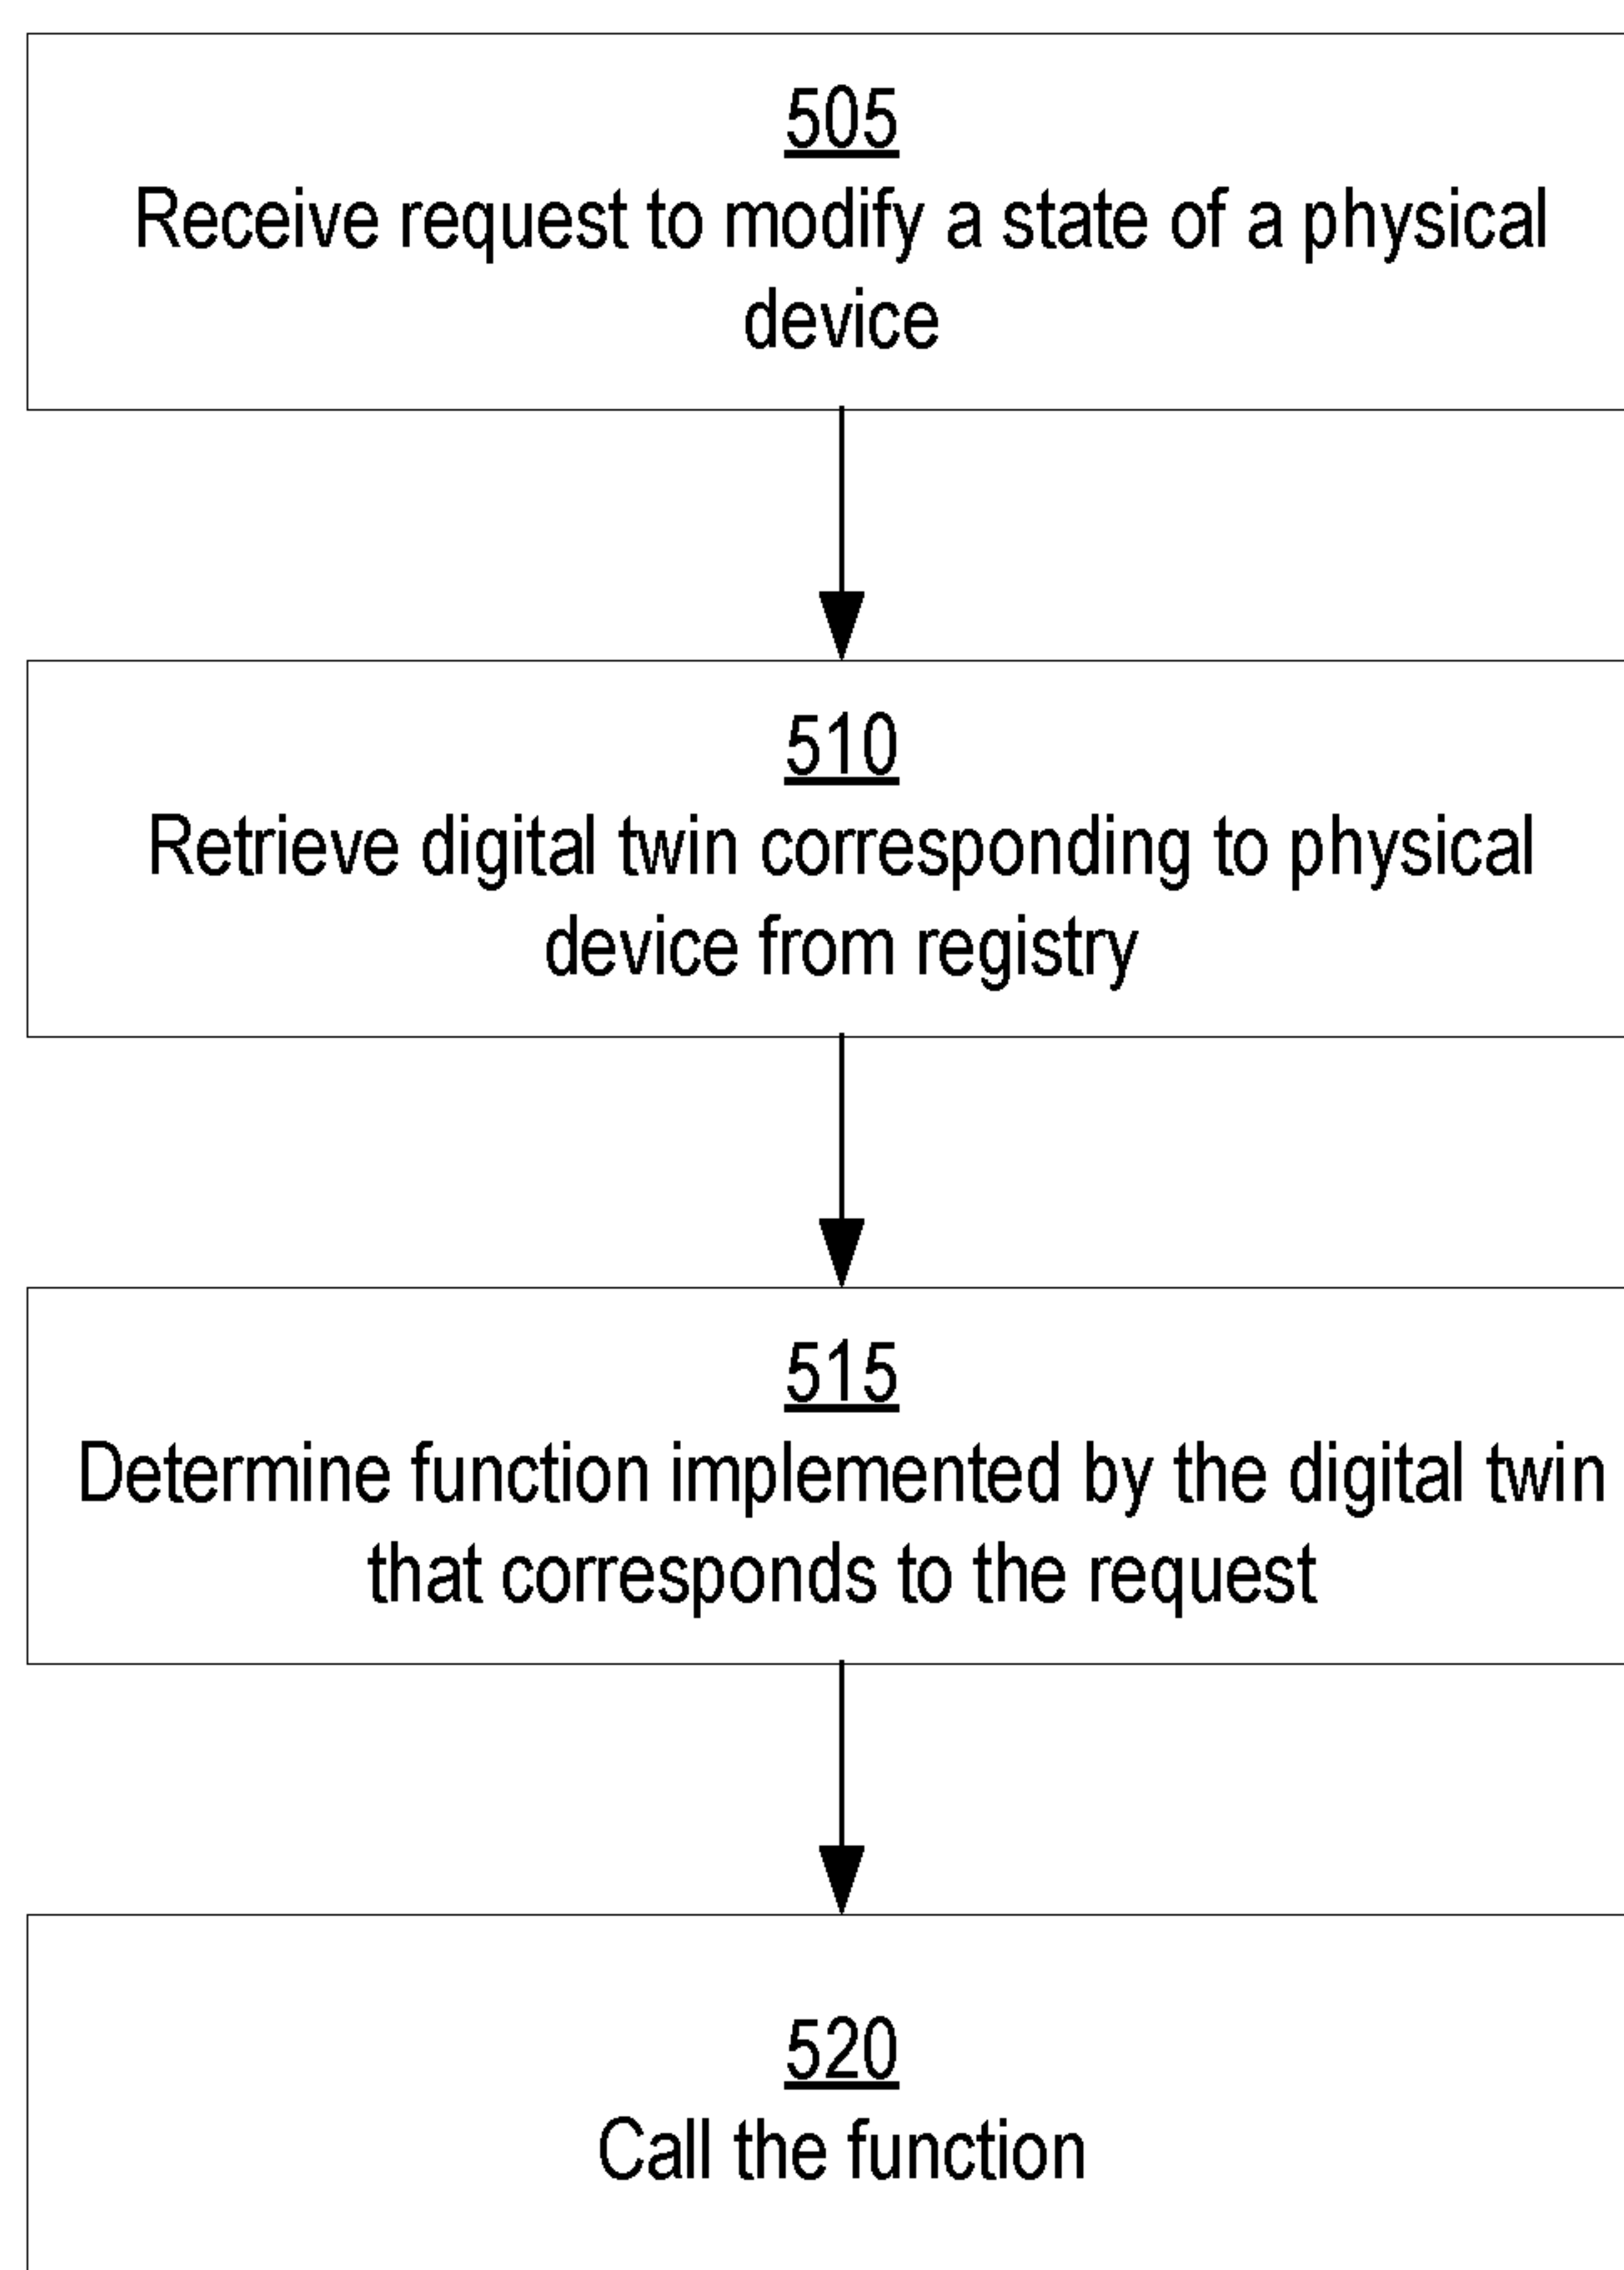 505
Receive request to modify a state of a physical
device
510
Retrieve digital twin corresponding to physical
device from registry
515
Determine function implemented by the digital twin
that corresponds to the request
520
Call the function